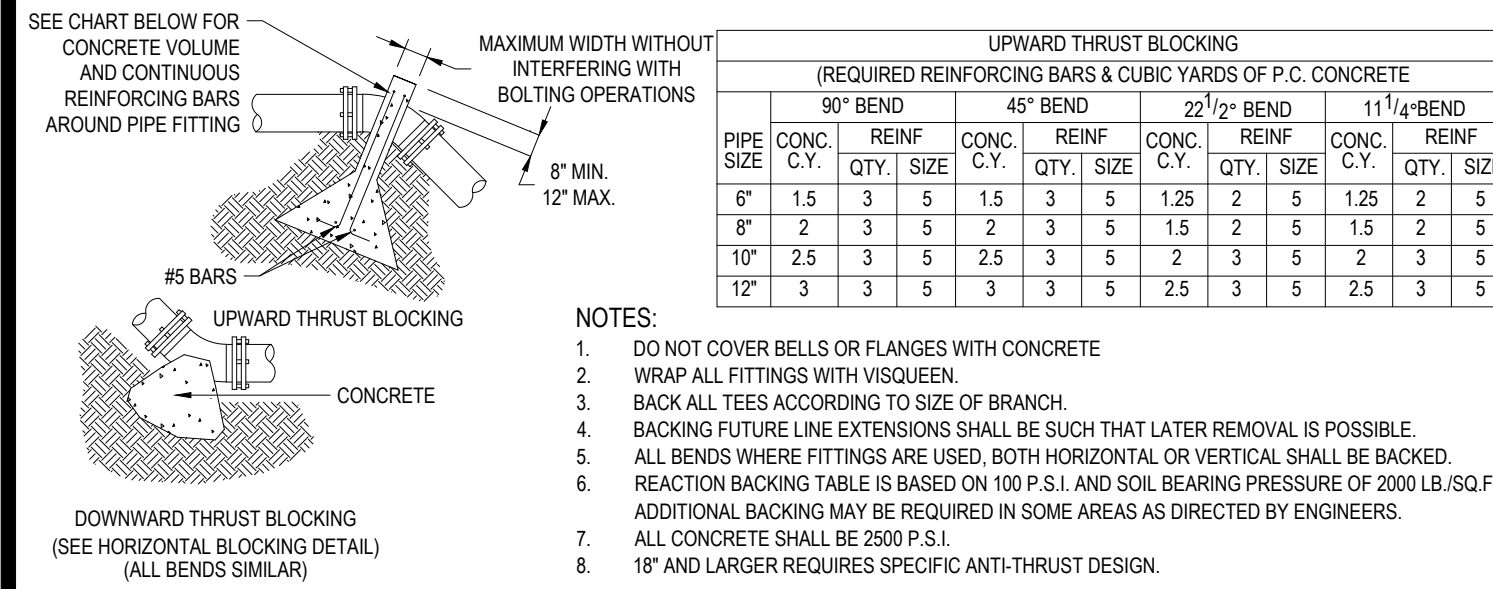 SEE CHART BELOW FOR
CONCRETE VOLUME
AND CONTINUOUS
REINFORCING BARS
AROUND PIPE FITTING
MAXIMUM WIDTH WITHOUT
INTERFERING WITH
BOLTING OPERATIONS
8" MIN.
12" MAX.
#5 BARS
UPWARD THRUST BLOCKING
CONCRETE
DOWNWARD THRUST BLOCKING
(SEE HORIZONTAL BLOCKING DETAIL)
(ALL BENDS SIMILAR)
UPWARD THRUST BLOCKING
(REQUIRED REINFORCING BARS & CUBIC YARDS OF P.C. CONCRETE
90° BEND 45° BEND 22 1/2° BEND 11 1/4°BEND
PIPE SIZE CONC. C.Y. REINF CONC. C.Y. REINF CONC. C.Y. REINF CONC. C.Y. REINF
QTY. SIZE QTY. SIZE QTY. SIZE QTY. SIZ
6" 1.5 3 5 1.5 3 5 1.25 2 5 1.25 2 5
8" 2 3 5 2 3 5 1.5 2 5 1.5 2 5
10" 2.5 3 5 2.5 3 5 2 3 5 2 3 5
12" 3 3 5 3 3 5 2.5 3 5 2.5 3 5
NOTES:
1. DO NOT COVER BELLS OR FLANGES WITH CONCRETE
2. WRAP ALL FITTINGS WITH VISQUEEN.
3. BACK ALL TEES ACCORDING TO SIZE OF BRANCH.
4. BACKING FUTURE LINE EXTENSIONS SHALL BE SUCH THAT LATER REMOVAL IS POSSIBLE.
5. ALL BENDS WHERE FITTINGS ARE USED, BOTH HORIZONTAL OR VERTICAL SHALL BE BACKED.
6. REACTION BACKING TABLE IS BASED ON 100 P.S.I. AND SOIL BEARING PRESSURE OF 2000 LB./SQ.F
ADDITIONAL BACKING MAY BE REQUIRED IN SOME AREAS AS DIRECTED BY ENGINEERS.
7. ALL CONCRETE SHALL BE 2500 P.S.I.
8. 18" AND LARGER REQUIRES SPECIFIC ANTI-THRUST DESIGN.